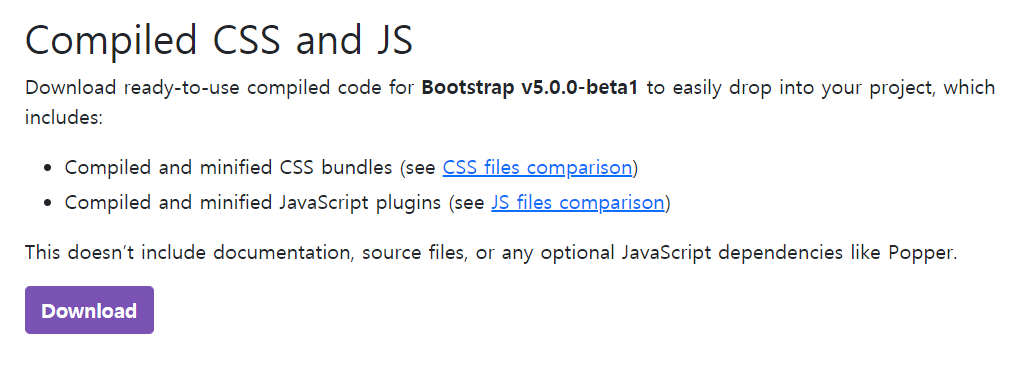 Compiled CSS and JS
Download ready-to-use compiled code for Bootstrap v5.0.0-beta1 to easily drop into your project, which
includes:
• Compiled and minified CSS bundles (see CSS files comparison)
• Compiled and minified JavaScript plugins (see JS files comparison)
This doesn’t include documentation, source files, or any optional JavaScript dependencies like Popper.
Download